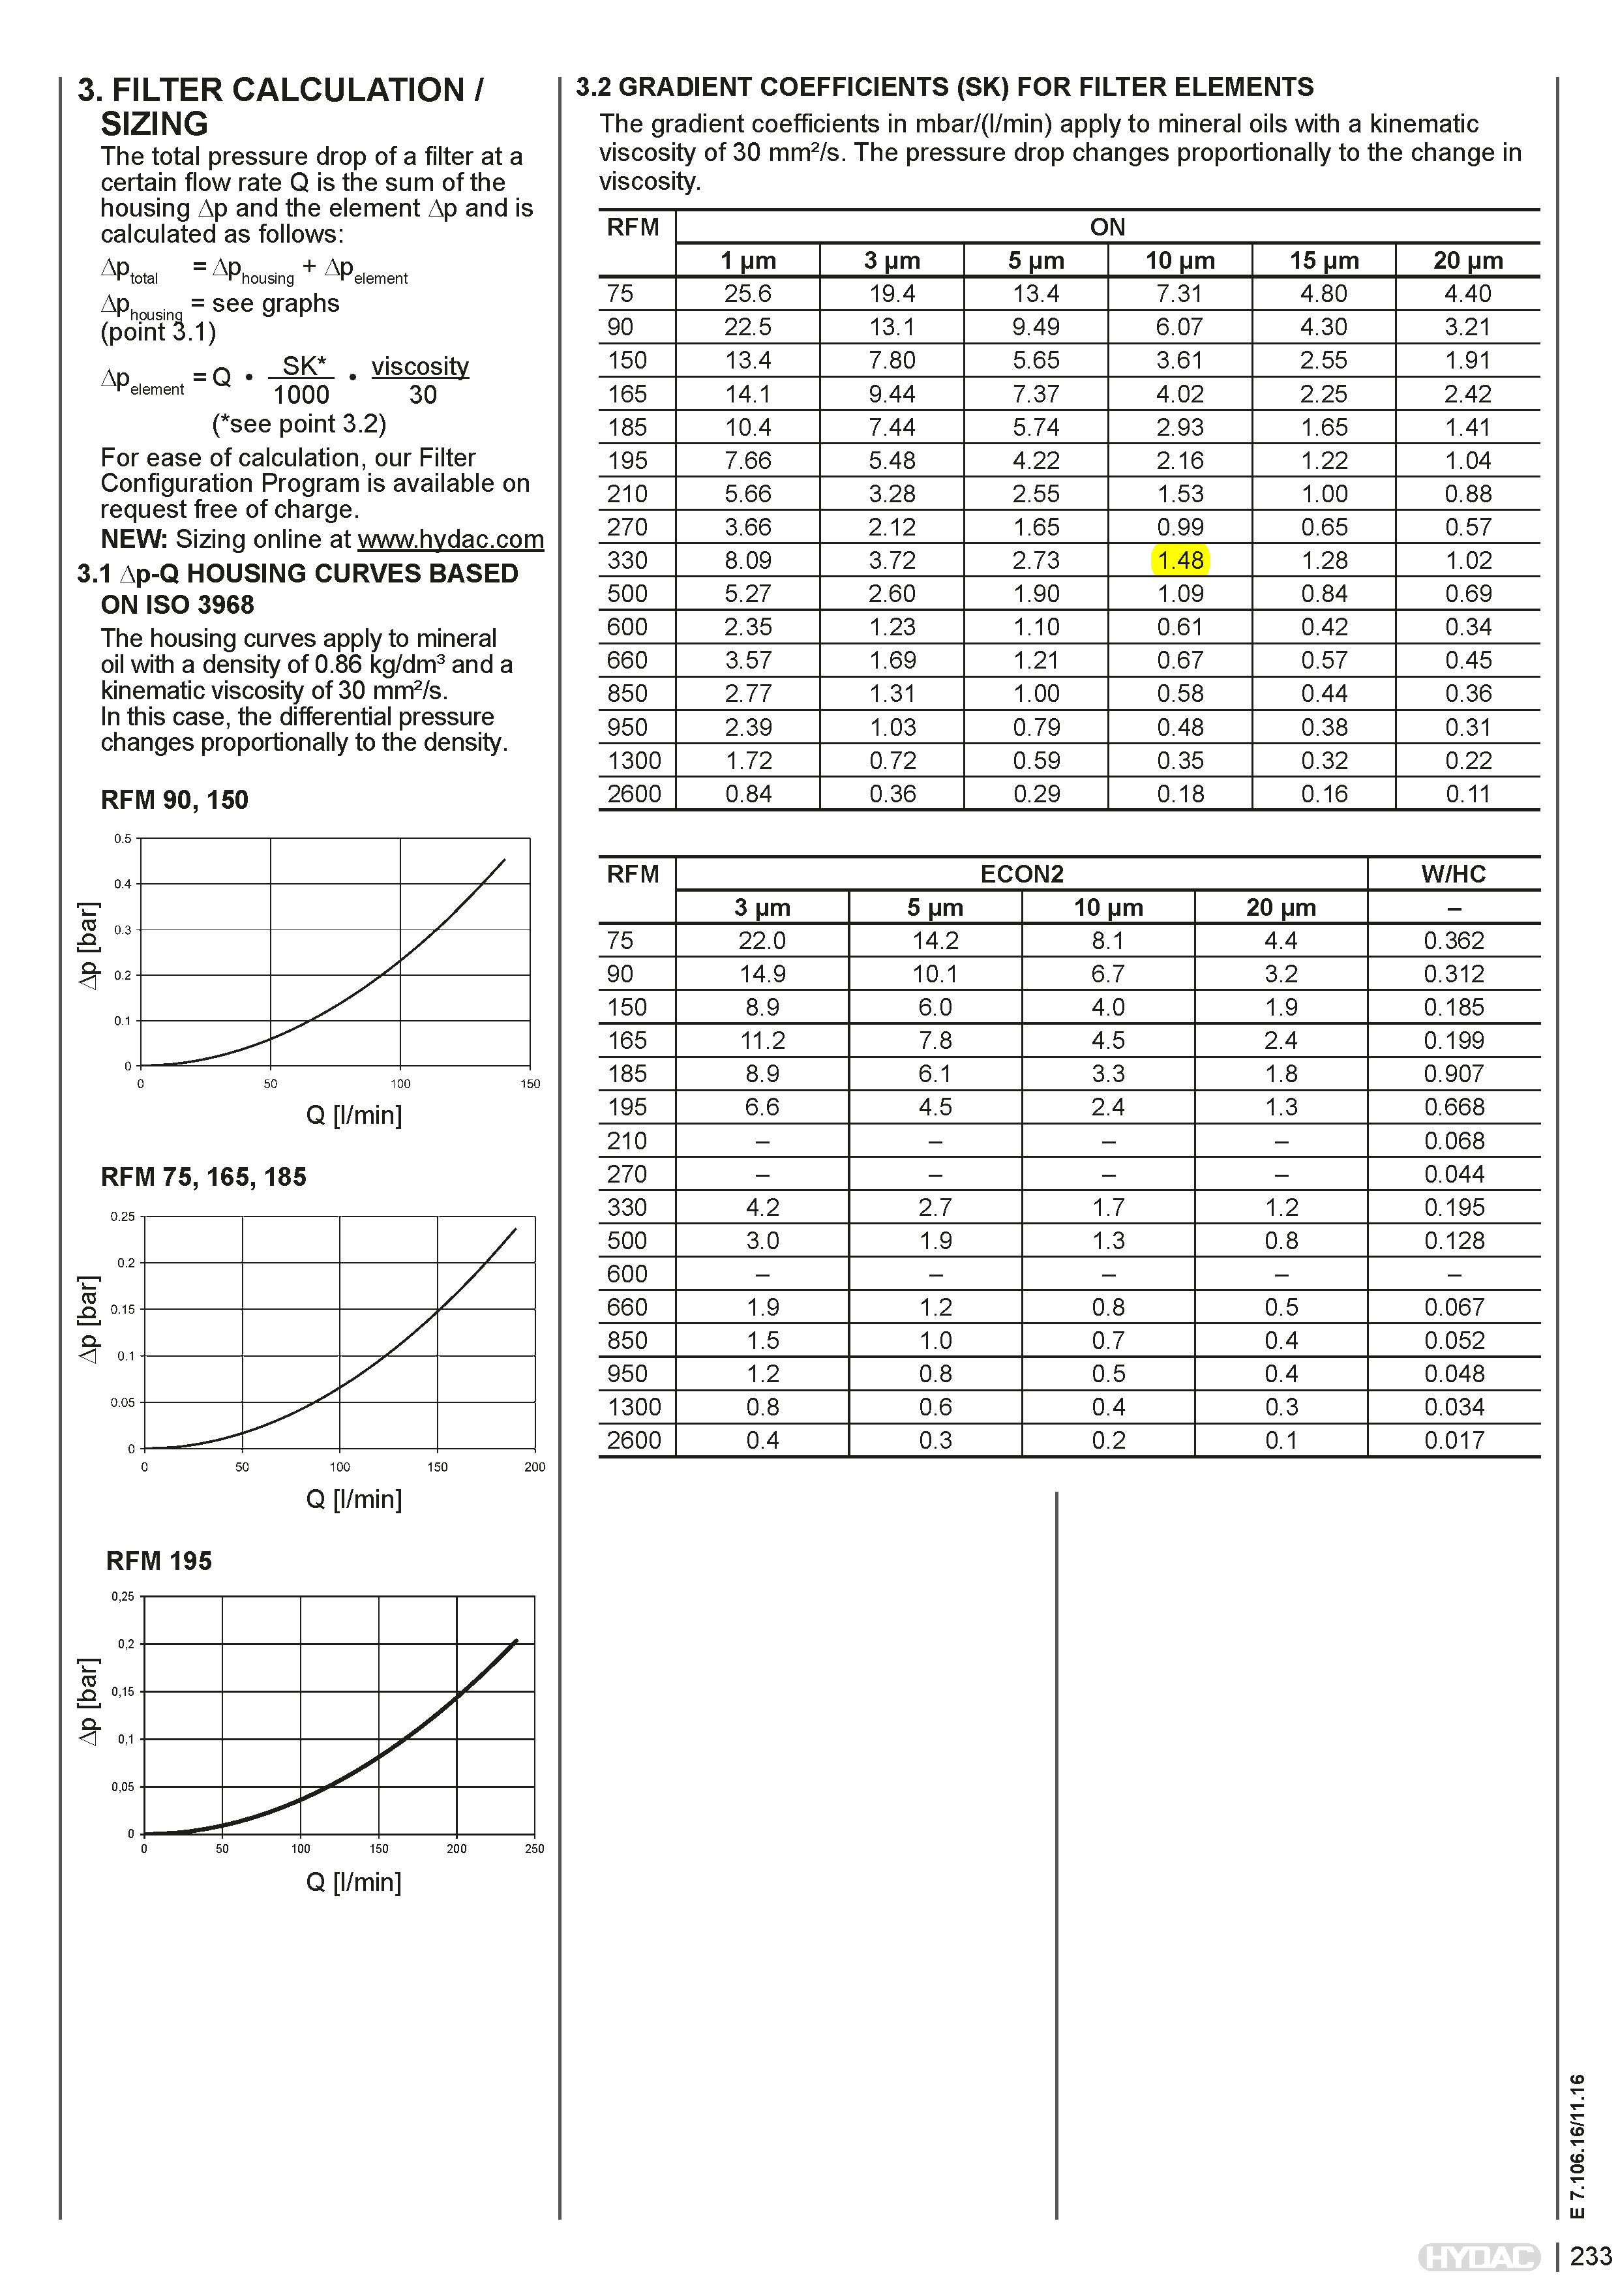 3. FILTER CALCULATION /
SIZING
The total pressure drop of a filter at a
certain flow rate Q is the sum of the
housing ∆p and the element ∆p and is
calculated as follows:
∆ptotal = ∆phousing + ∆pelement
∆phousing = see graphs
(point 3.1)
∆pelement = Q • SK*/1000 • viscosity/30
(*see point 3.2)
For ease of calculation, our Filter
Configuration Program is available on
request free of charge.
NEW: Sizing online at www.hydac.com
3.1 ∆p-Q HOUSING CURVES BASED
ON ISO 3968
The housing curves apply to mineral
oil with a density of 0.86 kg/dm³ and a
kinematic viscosity of 30 mm²/s.
In this case, the differential pressure
changes proportionally to the density.
RFM 90, 150
0.5
0.4
0.3
0.2
0.1
0
∆p [bar]
0 50 100 150
Q [l/min]
RFM 75, 165, 185
0.25
0.2
0.15
0.1
0.05
0
∆p [bar]
0 50 100 150 200
Q [l/min]
RFM 195
0,25
0,2
0,15
0,1
0,05
0
∆p [bar]
0 50 100 150 200 250
Q [l/min]
3.2 GRADIENT COEFFICIENTS (SK) FOR FILTER ELEMENTS
The gradient coefficients in mbar/(l/min) apply to mineral oils with a kinematic
viscosity of 30 mm²/s. The pressure drop changes proportionally to the change in
viscosity.
RFM ON
1 µm 3 µm 5 µm 10 µm 15 µm 20 µm
75 25.6 19.4 13.4 7.31 4.80 4.40
90 22.5 13.1 9.49 6.07 4.30 3.21
150 13.4 7.80 5.65 3.61 2.55 1.91
165 14.1 9.44 7.37 4.02 2.25 2.42
185 10.4 7.44 5.74 2.93 1.65 1.41
195 7.66 5.48 4.22 2.16 1.22 1.04
210 5.66 3.28 2.55 1.53 1.00 0.88
270 3.66 2.12 1.65 0.99 0.65 0.57
330 8.09 3.72 2.73 1.48 1.28 1.02
500 5.27 2.60 1.90 1.09 0.84 0.69
600 2.35 1.23 1.10 0.61 0.42 0.34
660 3.57 1.69 1.21 0.67 0.57 0.45
850 2.77 1.31 1.00 0.58 0.44 0.36
950 2.39 1.03 0.79 0.48 0.38 0.31
1300 1.72 0.72 0.59 0.35 0.32 0.22
2600 0.84 0.36 0.29 0.18 0.16 0.11
RFM ECON2 W/HC
3 µm 5 µm 10 µm 20 µm –
75 22.0 14.2 8.1 4.4 0.362
90 14.9 10.1 6.7 3.2 0.312
150 8.9 6.0 4.0 1.9 0.185
165 11.2 7.8 4.5 2.4 0.199
185 8.9 6.1 3.3 1.8 0.907
195 6.6 4.5 2.4 1.3 0.668
210 – – – – 0.068
270 – – – – 0.044
330 4.2 2.7 1.7 1.2 0.195
500 3.0 1.9 1.3 0.8 0.128
600 – – – – –
660 1.9 1.2 0.8 0.5 0.067
850 1.5 1.0 0.7 0.4 0.052
950 1.2 0.8 0.5 0.4 0.048
1300 0.8 0.6 0.4 0.3 0.034
2600 0.4 0.3 0.2 0.1 0.017
E 7.106.16/11.16
HYDAC 233